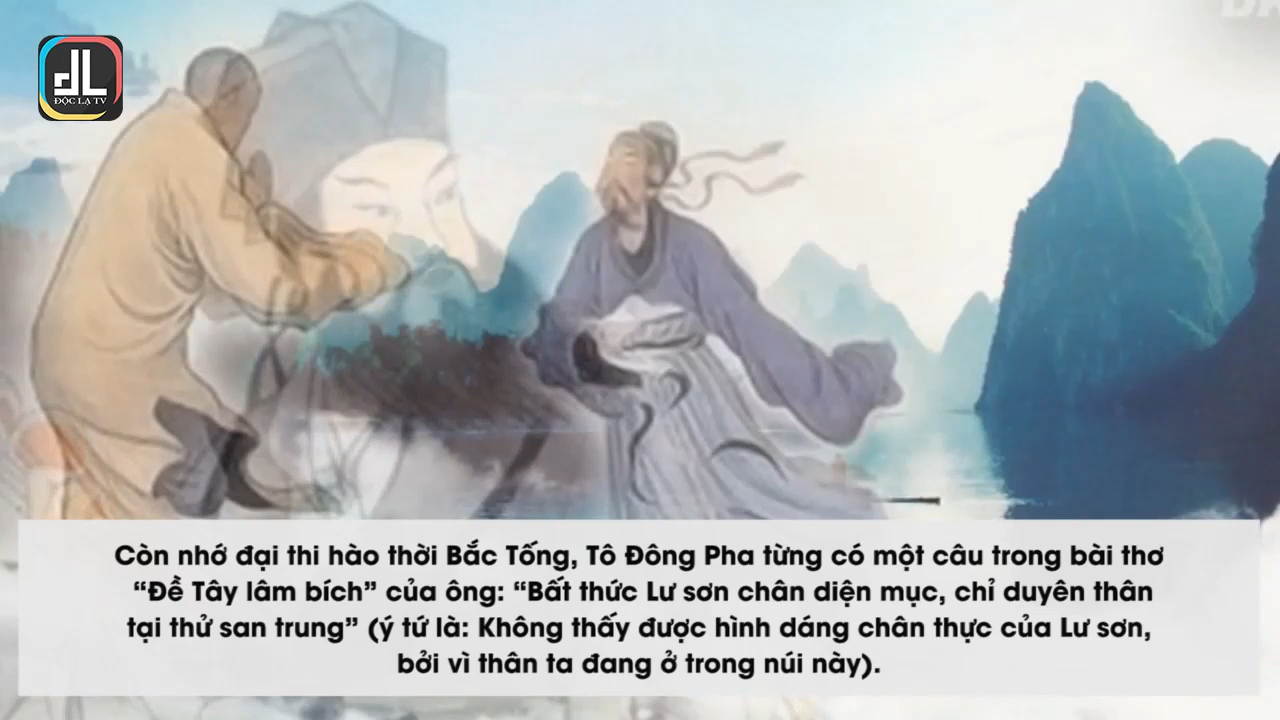 ĐỘC LẠ TV
Còn nhớ đại thi hào thời Bắc Tống, Tô Đông Pha từng có một câu trong bài thơ
“Đề Tây lâm bích” của ông: “Bất thức Lư sơn chân diện mục, chỉ duyên thân
tại thử san trung” (ý tứ là: Không thấy được hình dáng chân thực của Lư sơn,
bởi vì thân ta đang ở trong núi này).